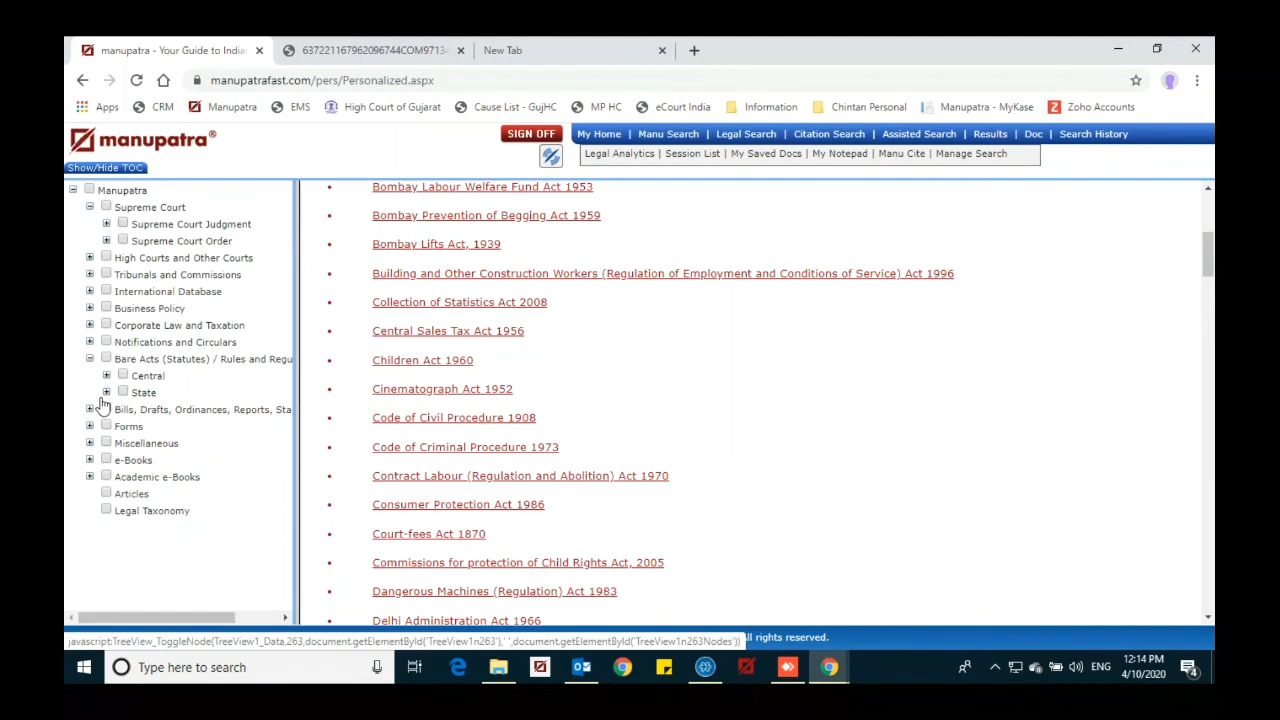 manupatra - Your Guide to India
637221167962096744COM9713
New Tab
manupatrafast.com/pers/Personalized.aspx
Apps CRM Manupatra EMS High Court of Gujarat Cause List - GujHC MP HC eCourt India Information Chintan Personal Manupatra - MyKase Zoho Accounts
manupatra®
SIGN OFF
My Home | Manu Search | Legal Search | Citation Search | Assisted Search | Results | Doc | Search History
Legal Analytics | Session List | My Saved Docs | My Notepad | Manu Cite | Manage Search
Show/Hide TOC
Manupatra
Supreme Court
Supreme Court Judgment
Supreme Court Order
High Courts and Other Courts
Tribunals and Commissions
International Database
Business Policy
Corporate Law and Taxation
Notifications and Circulars
Bare Acts (Statutes) / Rules and Regu
Central
State
Bills, Drafts, Ordinances, Reports, Sta
Forms
Miscellaneous
e-Books
Academic e-Books
Articles
Legal Taxonomy
Bombay Labour Welfare Fund Act 1953
Bombay Prevention of Begging Act 1959
Bombay Lifts Act, 1939
Building and Other Construction Workers (Regulation of Employment and Conditions of Service) Act 1996
Collection of Statistics Act 2008
Central Sales Tax Act 1956
Children Act 1960
Cinematograph Act 1952
Code of Civil Procedure 1908
Code of Criminal Procedure 1973
Contract Labour (Regulation and Abolition) Act 1970
Consumer Protection Act 1986
Court-fees Act 1870
Commissions for protection of Child Rights Act, 2005
Dangerous Machines (Regulation) Act 1983
Delhi Administration Act 1966
javascript:TreeView_ToggleNode(TreeView1_Data,263,document.getElementById('TreeView1n263'),' ',document.getElementById('TreeView1n263Nodes'))
All rights reserved.
Type here to search
ENG
12:14 PM
4/10/2020
4